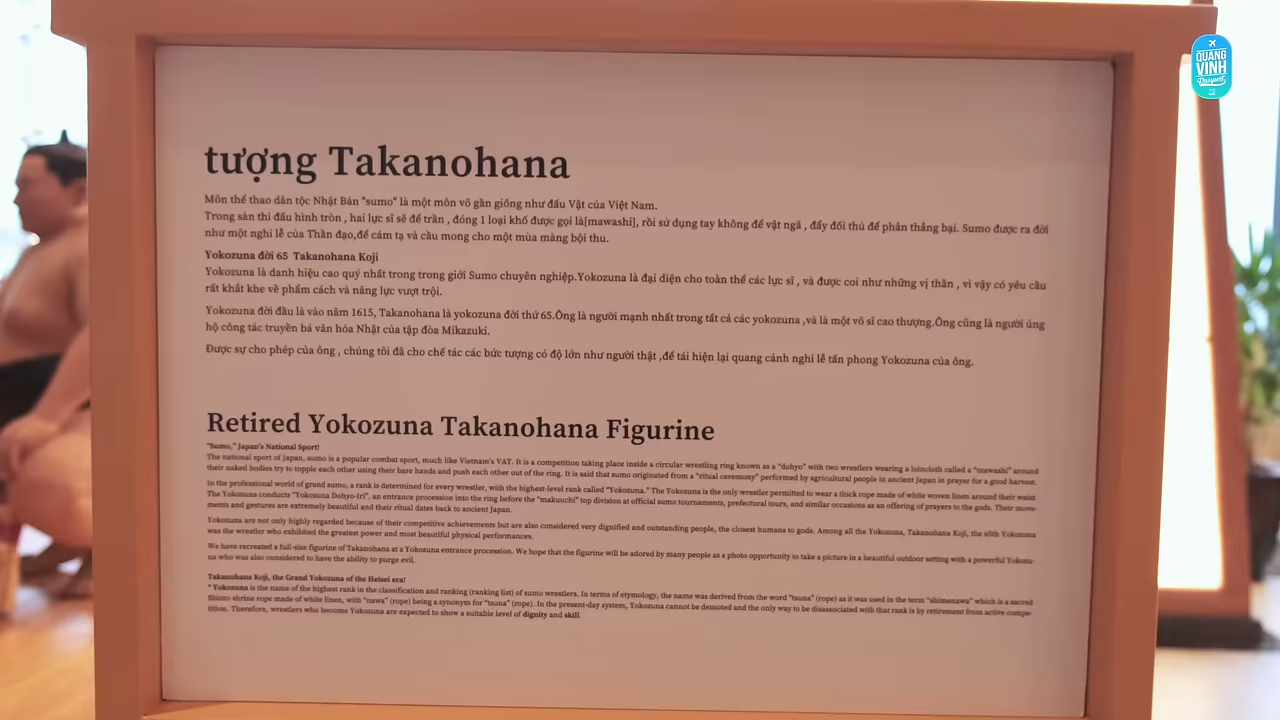 QUANG
VINH
Passport
tượng Takanohana
Môn thể thao dân tộc Nhật Bản "sumo" là một môn võ gần giống như đấu Vật của Việt Nam.
Trong sàn thi đấu hình tròn , hai lực sĩ sẽ để trần , đóng 1 loại khố được gọi là[mawashi], rồi sử dụng tay không để vật ngã , đẩy đối thủ để phân thắng bại. Sumo được ra đời
như một nghi lễ của Thần đạo,để cảm tạ và cầu mong cho một mùa màng bội thu.
Yokozuna đời 65 Takanohana Koji
Yokozuna là danh hiệu cao quý nhất trong trong giới Sumo chuyên nghiệp.Yokozuna là đại diện cho toàn thể các lực sĩ , và được coi như những vị thần , vì vậy có yêu cầu
rất khắt khe về phẩm cách và năng lực vượt trội.
Yokozuna đời đầu là vào năm 1615, Takanohana là yokozuna đời thứ 65.Ông là người mạnh nhất trong tất cả các yokozuna ,và là một võ sĩ cao thượng.Ông cũng là người ủng
hộ công tác truyền bá văn hóa Nhật của tập đòa Mikazuki.
Được sự cho phép của ông , chúng tôi đã cho chế tác các bức tượng có độ lớn như người thật ,để tái hiện lại quang cảnh nghi lễ tấn phong Yokozuna của ông.
Retired Yokozuna Takanohana Figurine
"Sumo," Japan's National Sport!
The national sport of Japan, sumo is a popular combat sport, much like Vietnam's VAT. It is a competition taking place inside a circular wrestling ring known as a "dohyo" with two wrestlers wearing a loincloth called a "mawashi" around
their naked bodies try to topple each other using their bare hands and push each other out of the ring. It is said that sumo originated from a "ritual ceremony" performed by agricultural people in ancient Japan in prayer for a good harvest.
In the professional world of grand sumo, a rank is determined for every wrestler, with the highest-level rank called "Yokozuna." The Yokozuna is the only wrestler permitted to wear a thick rope made of white woven linen around their waist.
The Yokozuna conducts "Yokozuna Dohyo-Iri", an entrance procession into the ring before the "makuuchi" top division at official sumo tournaments, prefectural tours, and similar occasions as an offering of prayers to the gods. Their move-
ments and gestures are extremely beautiful and their ritual dates back to ancient Japan.
Yokozuna are not only highly regarded because of their competitive achievements but are also considered very dignified and outstanding people, the closest humans to gods. Among all the Yokozuna, Takanohana Koji, the 65th Yokozuna
was the wrestler who exhibited the greatest power and most beautiful physical performances.
We have recreated a full-size figurine of Takanohana at a Yokozuna entrance procession. We hope that the figurine will be adored by many people as a photo opportunity to take a picture in a beautiful outdoor setting with a powerful Yokozu-
na who was also considered to have the ability to purge evil.
Takanohana Koji, the Grand Yokozuna of the Heisei era!
* Yokozuna is the name of the highest rank in the classification and ranking (ranking list) of sumo wrestlers. In terms of etymology, the name was derived from the word "tsuna" (rope) as it was used in the term "shimenawa" which is a sacred
Shinto shrine rope made of white linen, with "nawa" (rope) being a synonym for "tsuna" (rope). In the present-day system, Yokozuna cannot be demoted and the only way to be disassociated with that rank is by retirement from active compe-
tition. Therefore, wrestlers who become Yokozuna are expected to show a suitable level of dignity and skill.